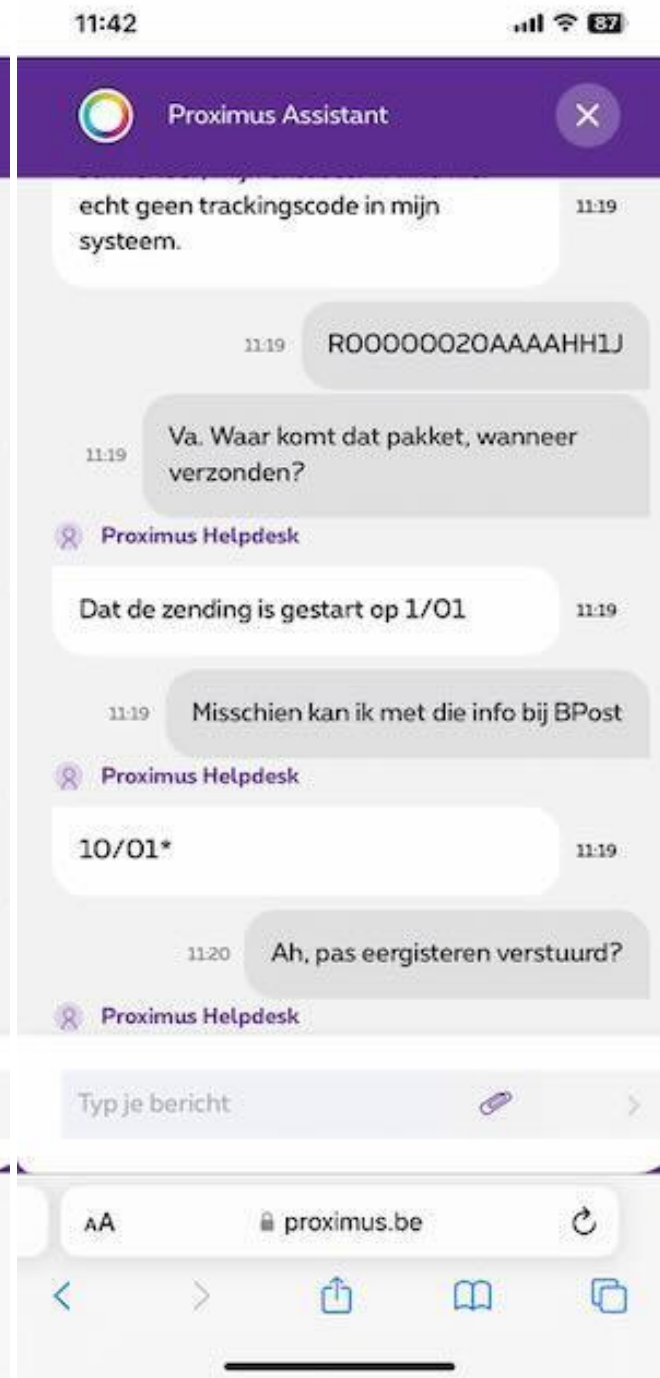 11:42
87
Proximus Assistant
echt geen trackingscode in mijn
systeem.
11:19
11:19
R00000020AAAAHH1J
Va. Waar komt dat pakket, wanneer
verzonden?
11:19
Proximus Helpdesk
Dat de zending is gestart op 1/01
11:19
11:19
Misschien kan ik met die info bij BPost
Proximus Helpdesk
10/01*
11:19
11:20
Ah, pas eergisteren verstuurd?
Proximus Helpdesk
Typ je bericht
AA
proximus.be